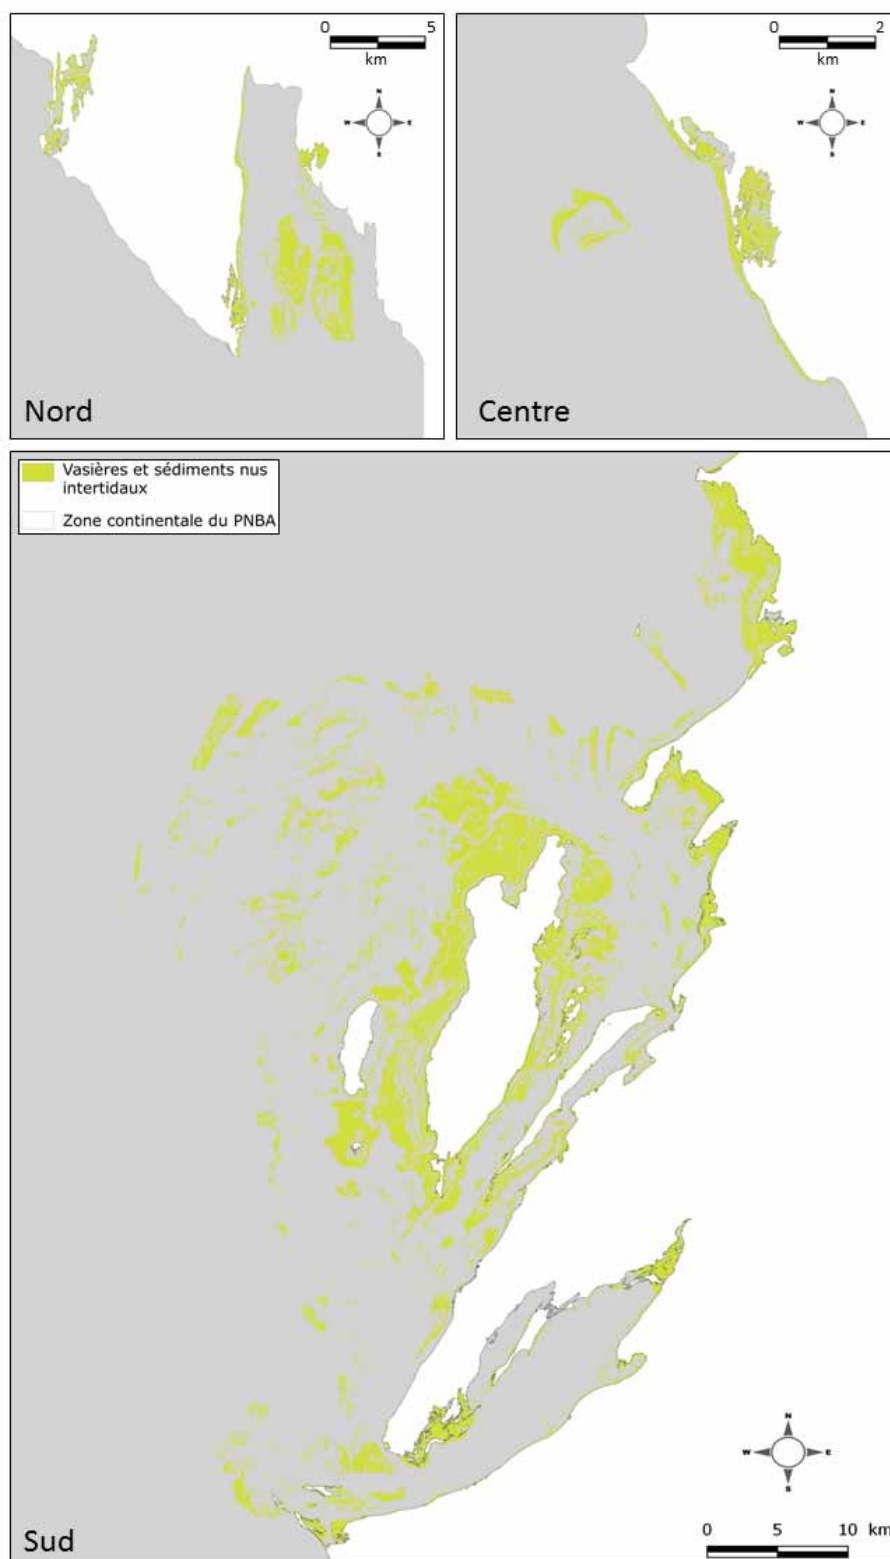 0 5
km
N
W E
S
Nord
0 2
km
N
W E
S
Centre
Vasières et sédiments nus
intertidaux
Zone continentale du PNBA
N
W E
S
Sud
0 5 10 km